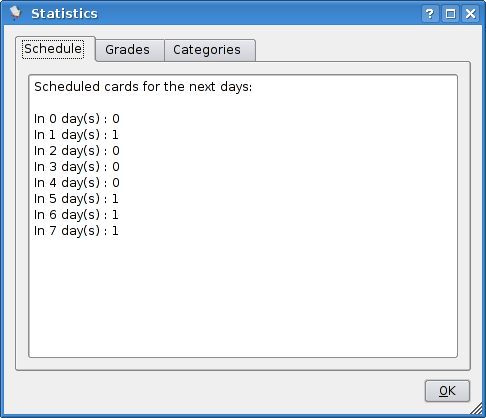 Statistics
Schedule Grades Categories
Scheduled cards for the next days:
In 0 day(s) : 0
In 1 day(s) : 1
In 2 day(s) : 0
In 3 day(s) : 0
In 4 day(s) : 0
In 5 day(s) : 1
In 6 day(s) : 1
In 7 day(s) : 1
OK